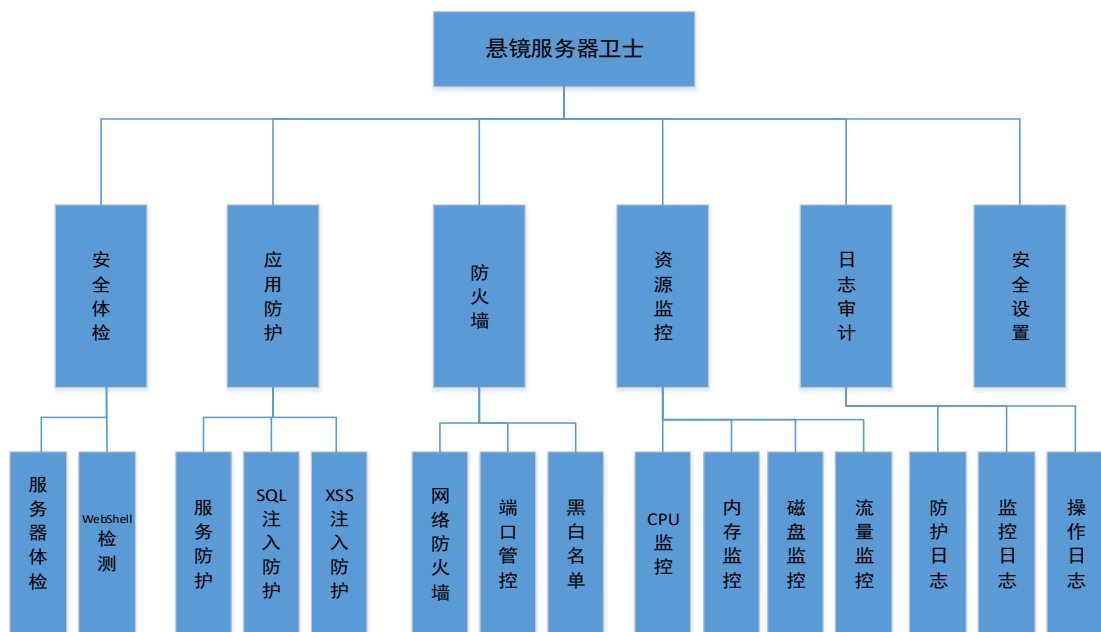 悬镜服务器卫士
安全体检
应用防护
防火墙
资源监控
日志审计
安全设置
服务器体检
WebShell检测
服务防护
SQL注入防护
XSS注入防护
网络防火墙
端口管控
黑白名单
CPU监控
内存监控
磁盘监控
流量监控
防护日志
监控日志
操作日志